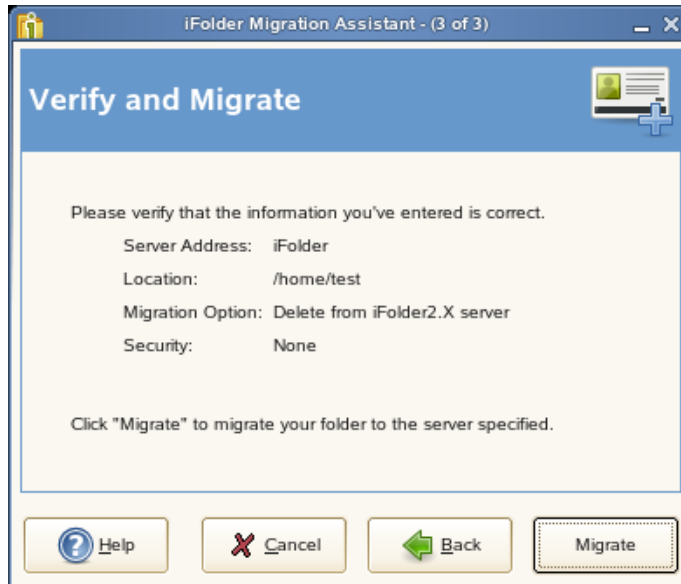 iFolder Migration Assistant - (3 of 3)
Verify and Migrate
Please verify that the information you've entered is correct.
Server Address: iFolder
Location: /home/test
Migration Option: Delete from iFolder2.X server
Security: None
Click "Migrate" to migrate your folder to the server specified.
Help Cancel Back Migrate